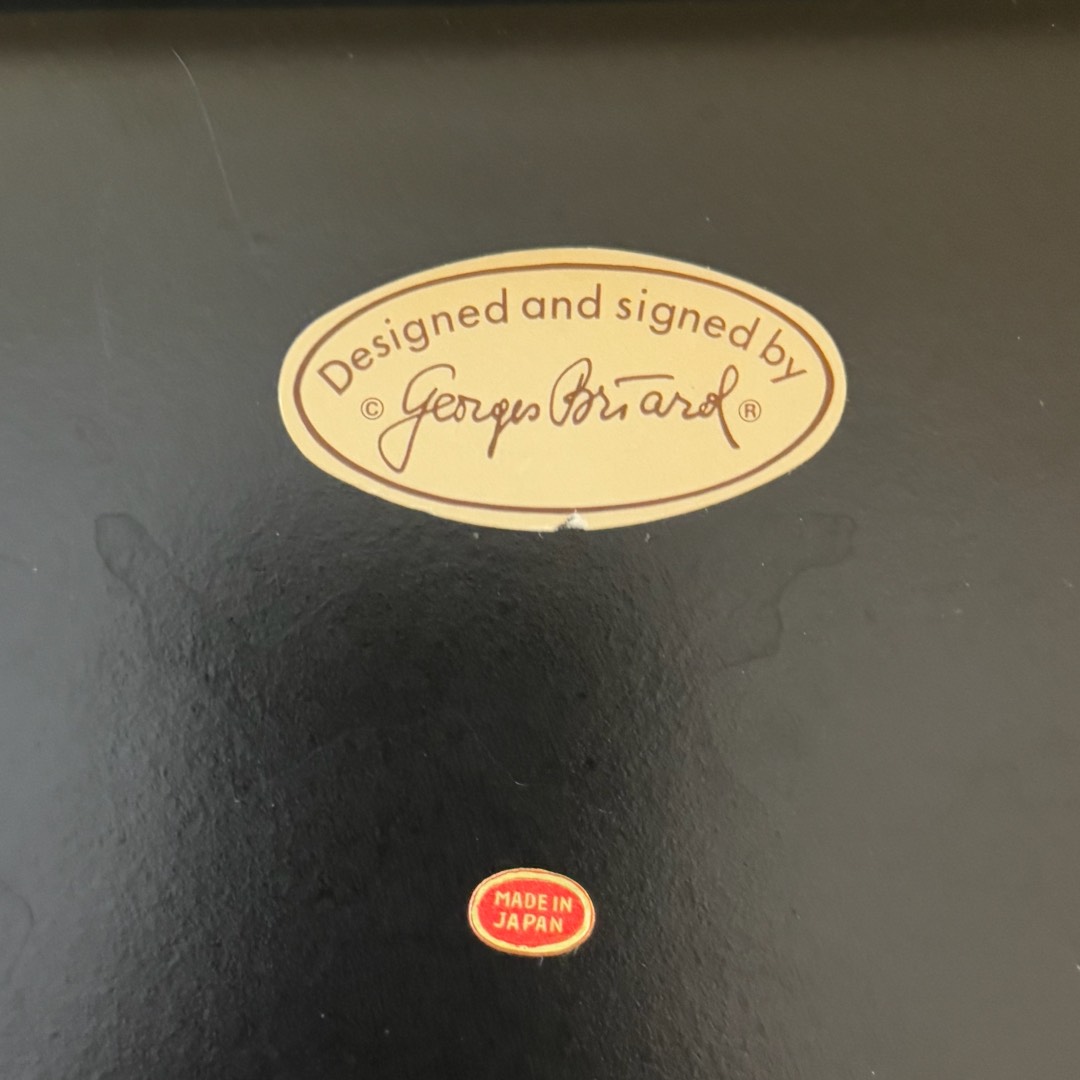 Designed and signed by
© Georges Briard ®
MADE IN
JAPAN